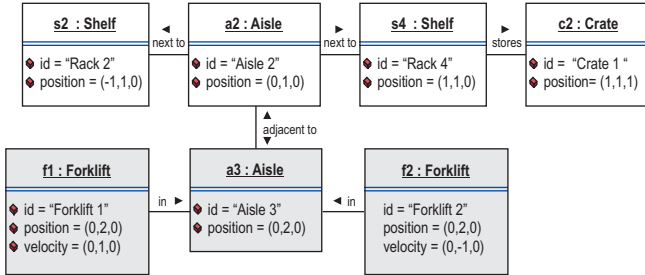 s2 : Shelf
id = “Rack 2”
position = (-1,1,0)
◄
next to
a2 : Aisle
id = “Aisle 2”
position = (0,1,0)
►
next to
s4 : Shelf
id = “Rack 4”
position = (1,1,0)
►
stores
c2 : Crate
id = “Crate 1 “
position= (1,1,1)
▲
adjacent to
▼
f1 : Forklift
id = “Forklift 1”
position = (0,2,0)
velocity = (0,1,0)
in ►
a3 : Aisle
id = “Aisle 3”
position = (0,2,0)
◄ in
f2 : Forklift
id = “Forklift 2”
position = (0,2,0)
velocity = (0,-1,0)